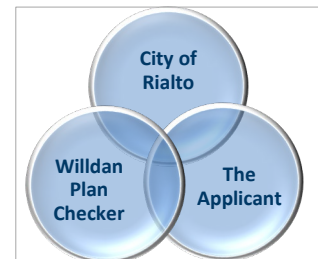 City of
Rialto
Willdan
Plan
Checker
The
Applicant